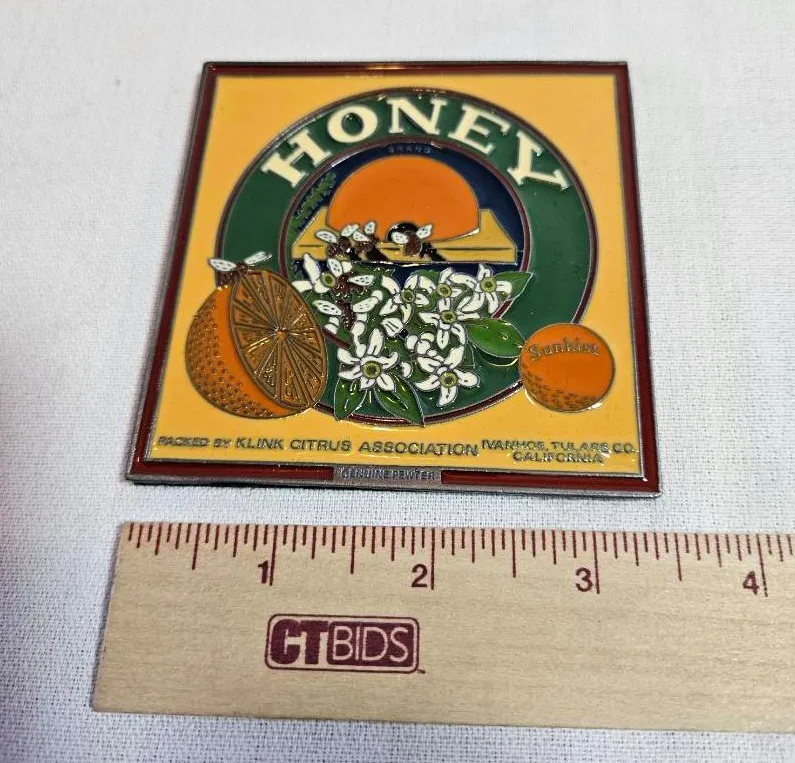 HONEY
BRAND
Sunkist
PACKED BY KLINK CITRUS ASSOCIATION
IVANHOE, TULARE CO.
CALIFORNIA
GENUINE PEWTER
1 2 3 4
CTBIDS